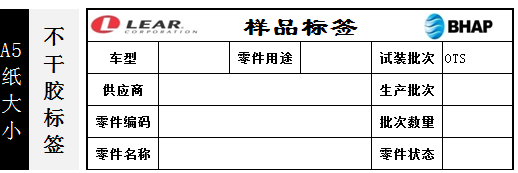 A5纸大小
不干胶标签
LEAR 样品标签 BHAP
CORPORATION
车型 零件用途 试装批次 OTS
供应商 生产批次
零件编码 批次数量
零件名称 零件状态